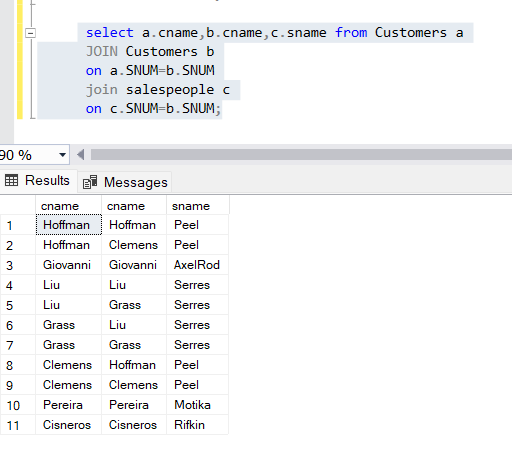 select a.cname,b.cname,c.sname from Customers a
JOIN Customers b
on a.SNUM=b.SNUM
join salespeople c
on c.SNUM=b.SNUM;
90 %
Results Messages
cname cname sname
1 Hoffman Hoffman Peel
2 Hoffman Clemens Peel
3 Giovanni Giovanni AxelRod
4 Liu Liu Serres
5 Liu Grass Serres
6 Grass Liu Serres
7 Grass Grass Serres
8 Clemens Hoffman Peel
9 Clemens Clemens Peel
10 Pereira Pereira Motika
11 Cisneros Cisneros Rifkin